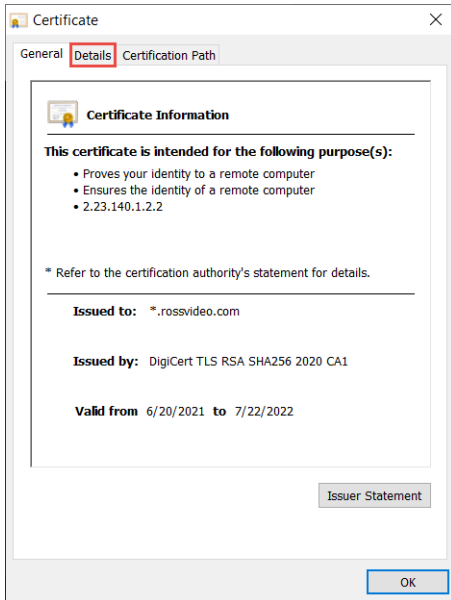 Certificate
General Details Certification Path
Certificate Information
This certificate is intended for the following purpose(s):
• Proves your identity to a remote computer
• Ensures the identity of a remote computer
• 2.23.140.1.2.2
* Refer to the certification authority's statement for details.
Issued to: *.rossvideo.com
Issued by: DigiCert TLS RSA SHA256 2020 CA1
Valid from 6/20/2021 to 7/22/2022
Issuer Statement
OK